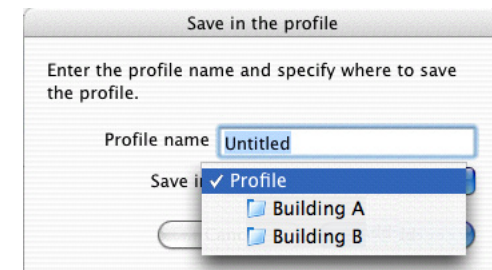 Save in the profile
Enter the profile name and specify where to save
the profile.
Profile name Untitled
Save i ✓ Profile
Building A
Building B